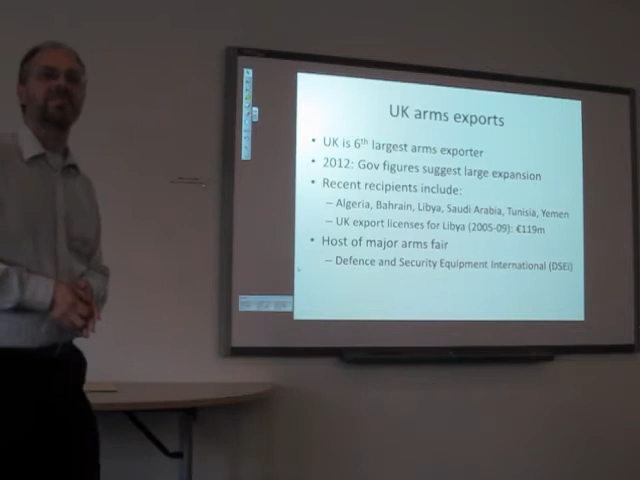 UK arms exports
• UK is 6th largest arms exporter
• 2012: Gov figures suggest large expansion
• Recent recipients include:
– Algeria, Bahrain, Libya, Saudi Arabia, Tunisia, Yemen
– UK export licenses for Libya (2005-09): €119m
• Host of major arms fair
– Defence and Security Equipment International (DSEi)